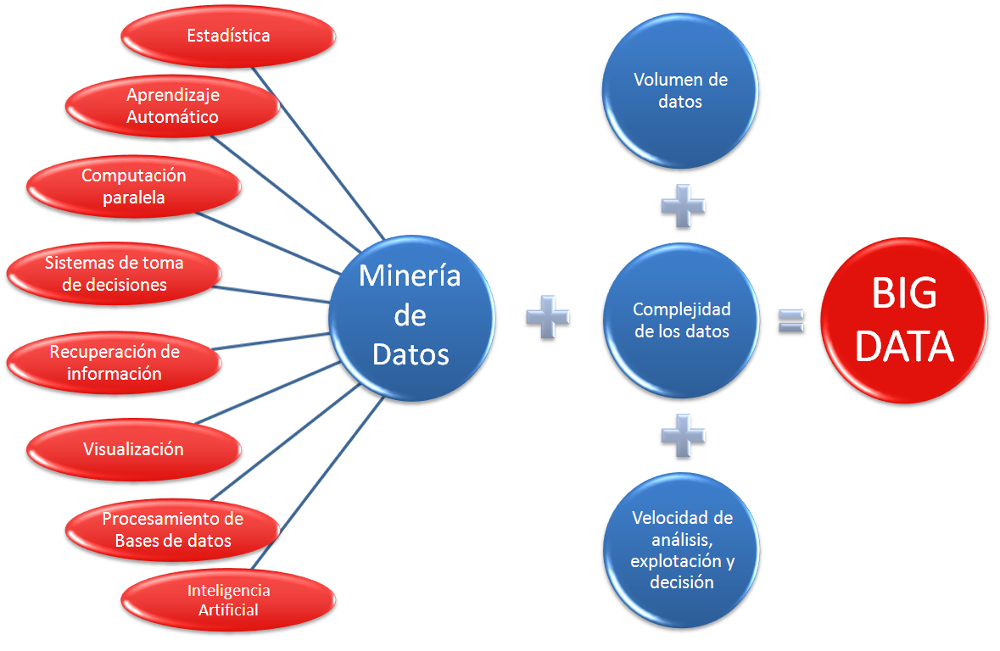 Estadística
Aprendizaje
Automático
Computación
paralela
Sistemas de toma
de decisiones
Recuperación de
información
Visualización
Procesamiento de
Bases de datos
Inteligencia
Artificial
Minería
de
Datos
Volumen de
datos
Complejidad
de los datos
Velocidad de
análisis,
explotación y
decisión
BIG
DATA